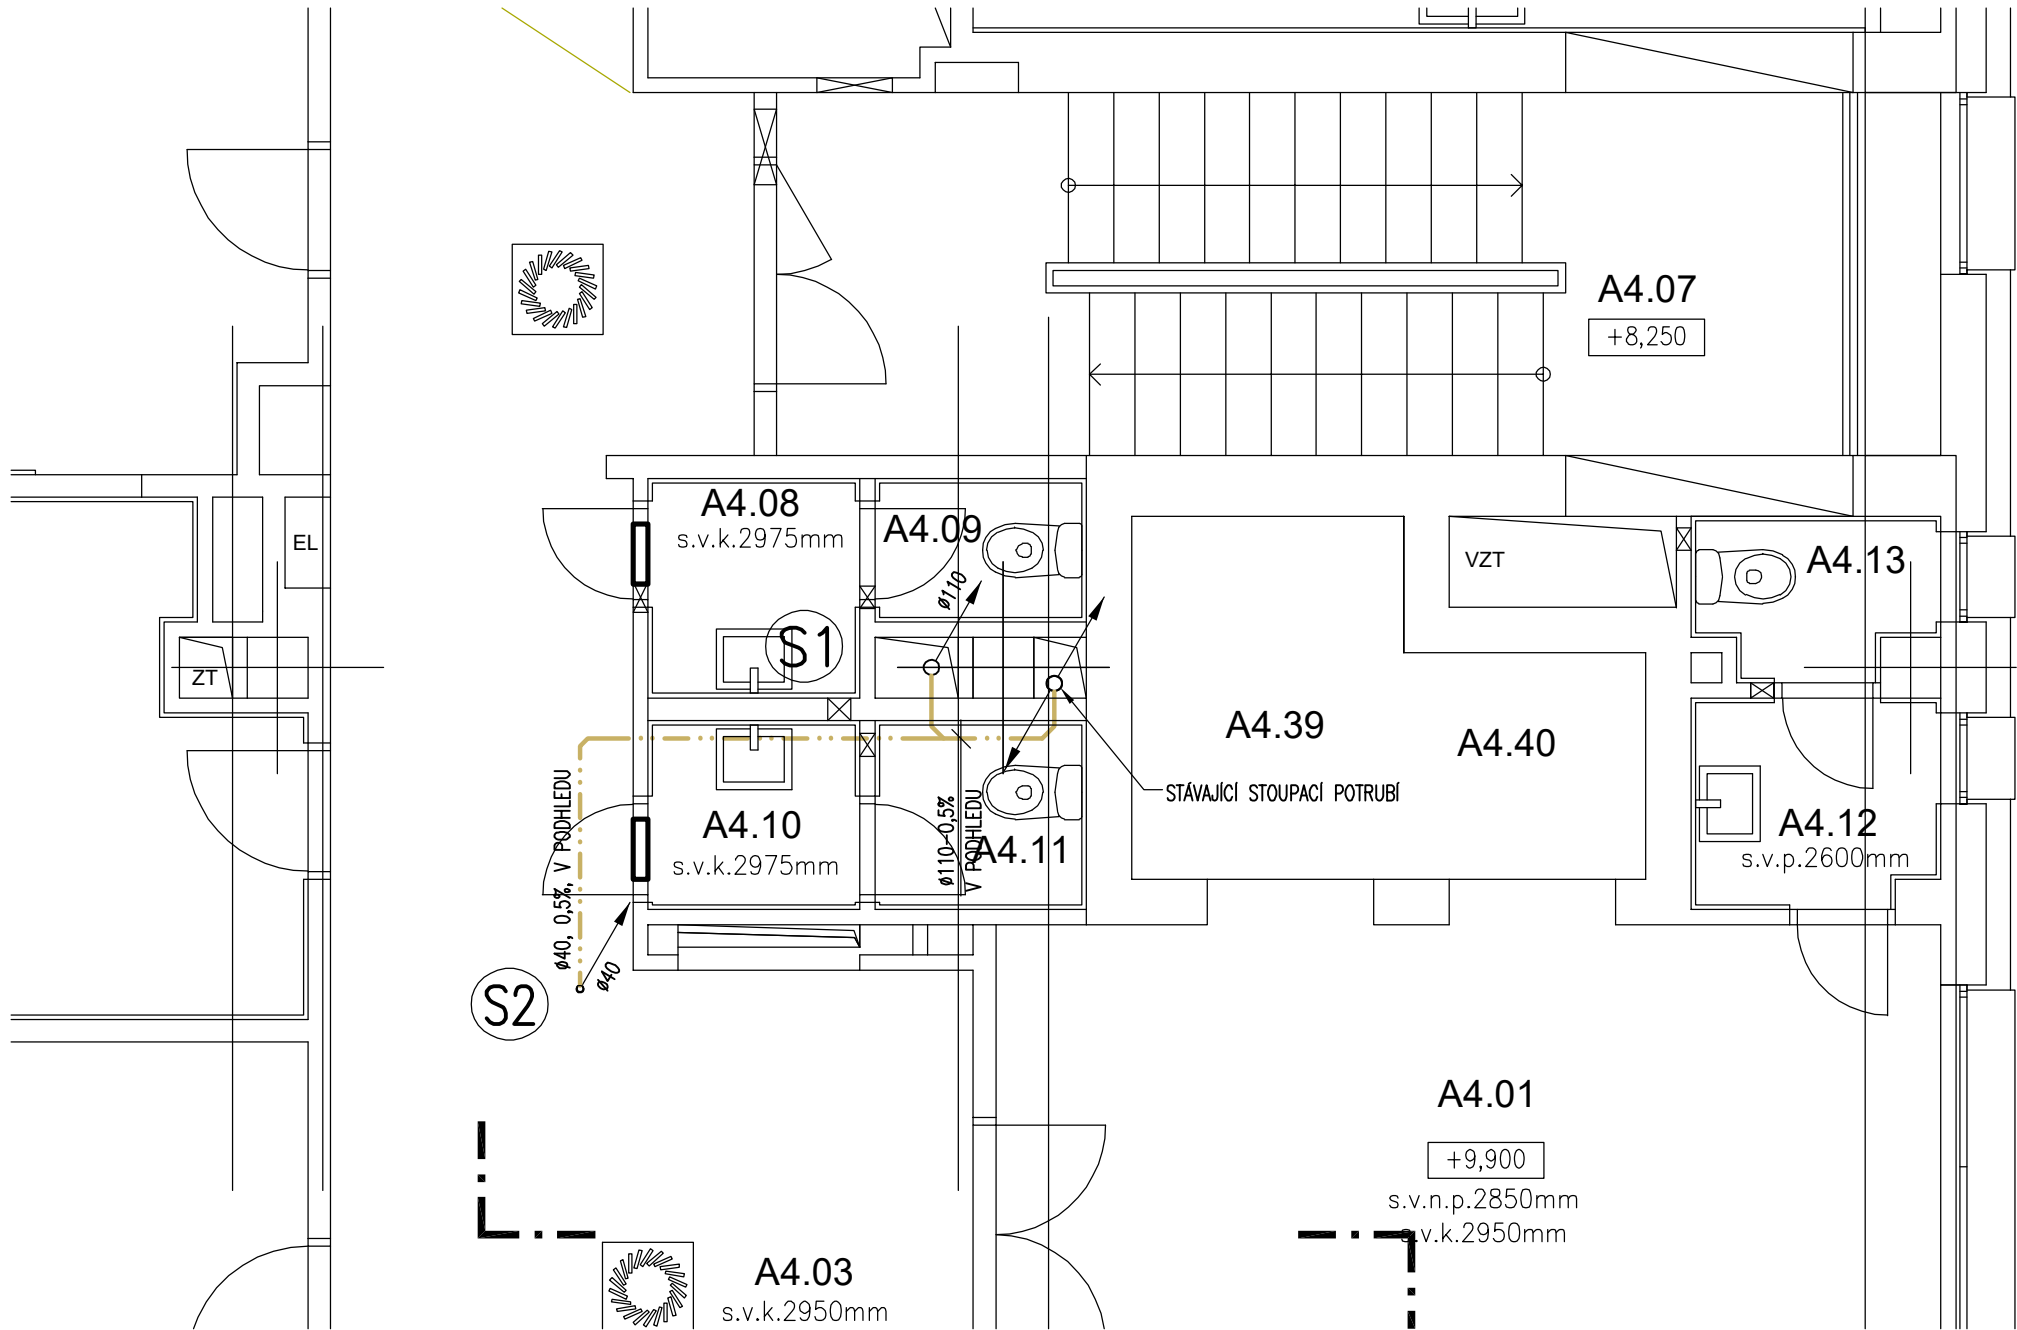 A4.07
+8,250
A4.08
s.v.k.2975mm
A4.09
EL
VZT
A4.13
ø110
S1
ZT
A4.39
A4.40
STÁVAJÍCÍ STOUPACÍ POTRUBÍ
A4.10
s.v.k.2975mm
ø110-0,5%
V PODHLEDU
A4.11
A4.12
s.v.p.2600mm
ø40, 0,5%, V PODHLEDU
ø40
S2
A4.01
+9,900
s.v.n.p.2850mm
s.v.k.2950mm
A4.03
s.v.k.2950mm